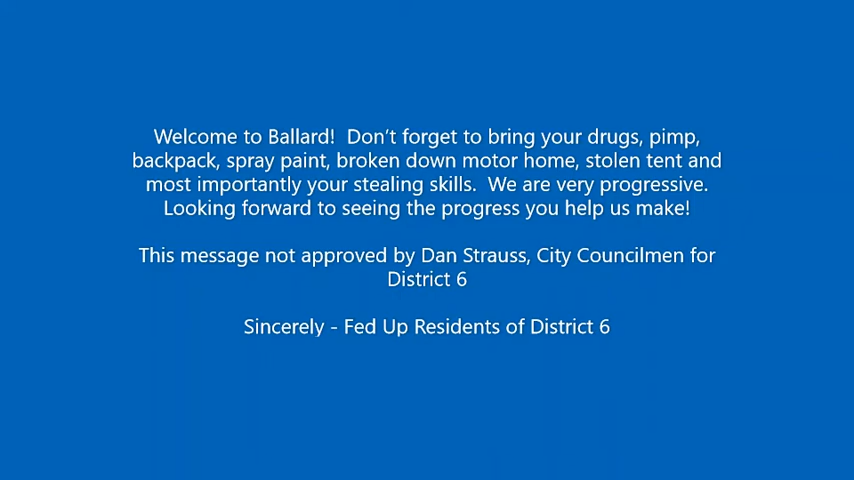 Welcome to Ballard!  Don't forget to bring your drugs, pimp,
backpack, spray paint, broken down motor home, stolen tent and
most importantly your stealing skills.  We are very progressive.
Looking forward to seeing the progress you help us make!
This message not approved by Dan Strauss, City Councilmen for
District 6
Sincerely - Fed Up Residents of District 6